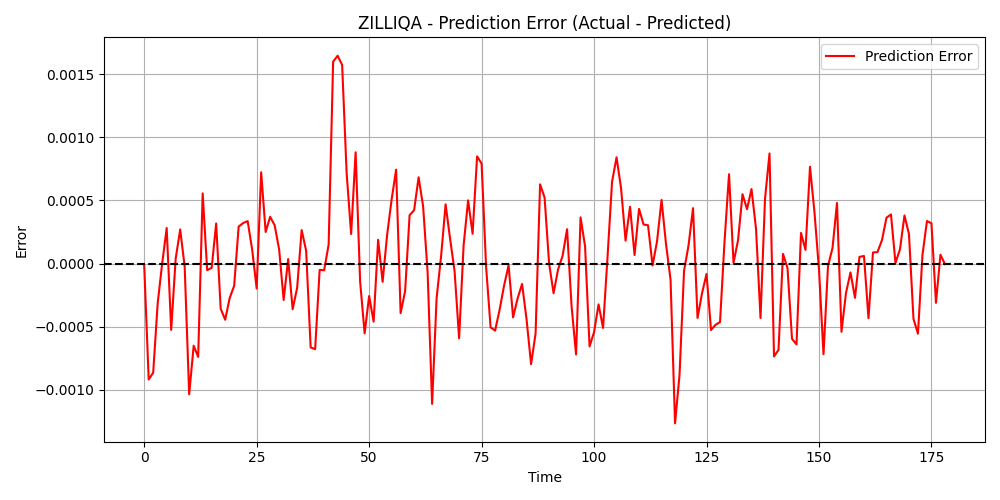 ZILLIQA - Prediction Error (Actual - Predicted)
Prediction Error
Error
0.0015
0.0010
0.0005
0.0000
−0.0005
−0.0010
0 25 50 75 100 125 150 175
Time